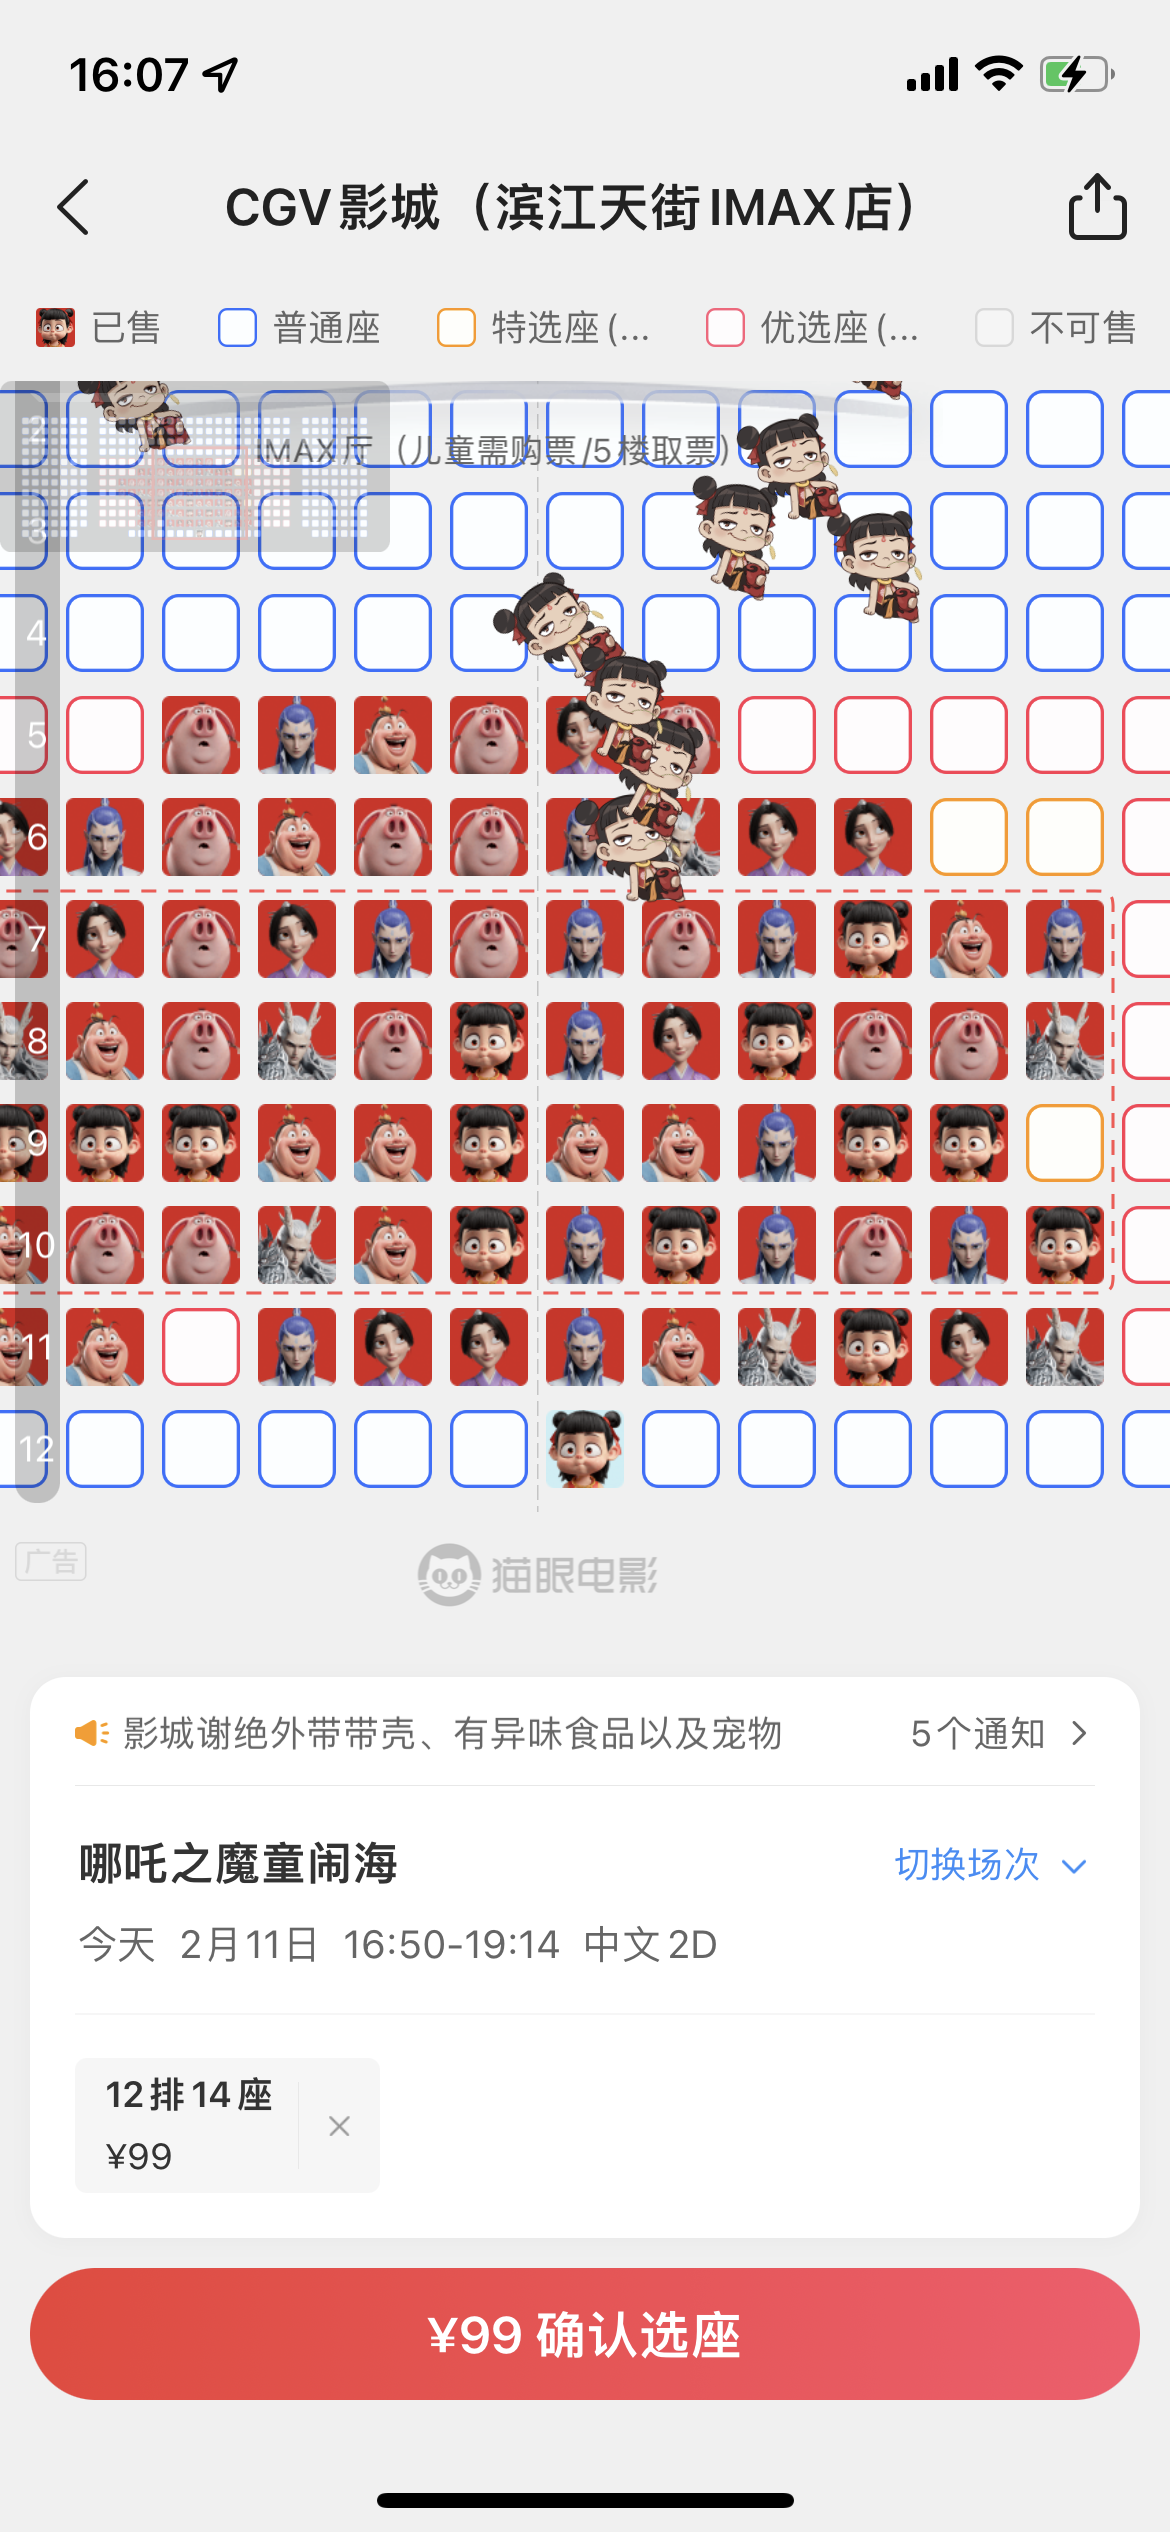 16:07
CGV影城（滨江天街IMAX店）
已售 普通座 特选座(... 优选座(... 不可售
2
IMAX厅（儿童需购票/5楼取票）
3
4
5
6
7
8
9
10
11
12
广告
猫眼电影
影城谢绝外带带壳、有异味食品以及宠物 5个通知
哪吒之魔童闹海 切换场次
今天 2月11日 16:50-19:14 中文2D
12排14座
¥99
¥99 确认选座